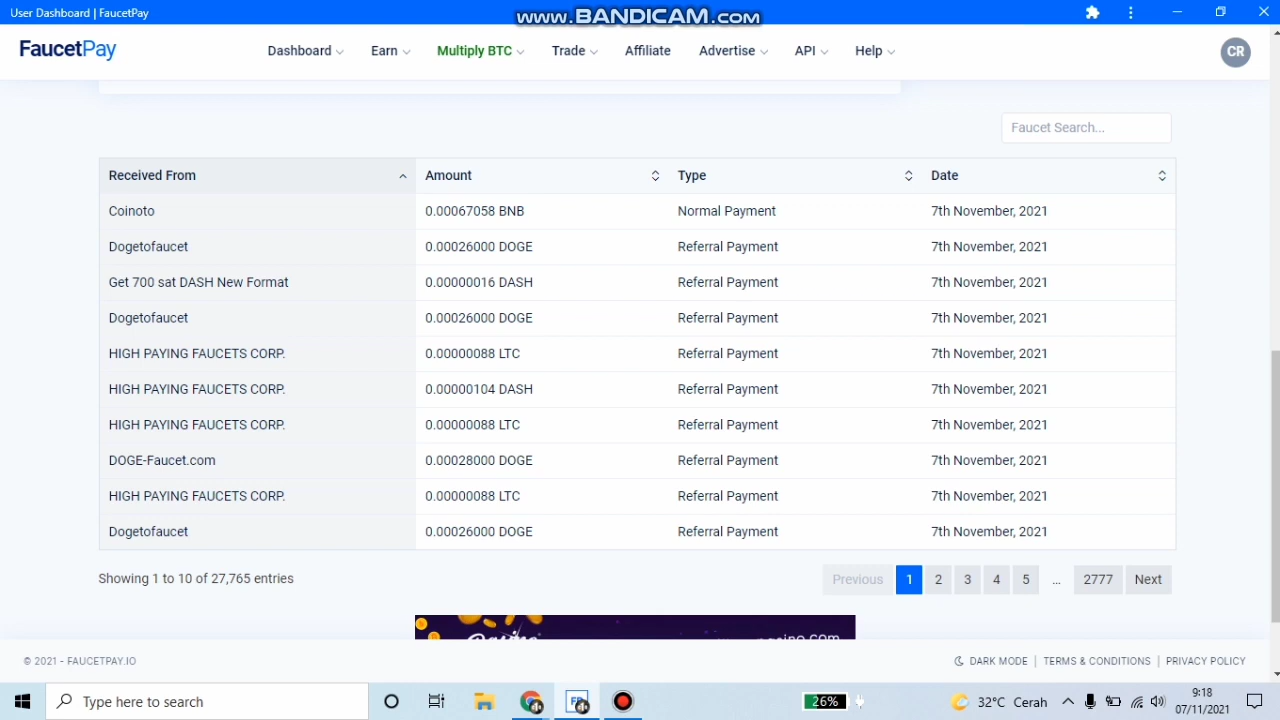 User Dashboard | FaucetPay
www.BANDICAM.com
FaucetPay Dashboard Earn Multiply BTC Trade Affiliate Advertise API Help CR
Faucet Search...
Received From Amount Type Date
Coinoto 0.00067058 BNB Normal Payment 7th November, 2021
Dogetofaucet 0.00026000 DOGE Referral Payment 7th November, 2021
Get 700 sat DASH New Format 0.00000016 DASH Referral Payment 7th November, 2021
Dogetofaucet 0.00026000 DOGE Referral Payment 7th November, 2021
HIGH PAYING FAUCETS CORP. 0.00000088 LTC Referral Payment 7th November, 2021
HIGH PAYING FAUCETS CORP. 0.00000104 DASH Referral Payment 7th November, 2021
HIGH PAYING FAUCETS CORP. 0.00000088 LTC Referral Payment 7th November, 2021
DOGE-Faucet.com 0.00028000 DOGE Referral Payment 7th November, 2021
HIGH PAYING FAUCETS CORP. 0.00000088 LTC Referral Payment 7th November, 2021
Dogetofaucet 0.00026000 DOGE Referral Payment 7th November, 2021
Showing 1 to 10 of 27,765 entries Previous 1 2 3 4 5 ... 2777 Next
© 2021 - FAUCETPAY.IO DARK MODE | TERMS & CONDITIONS | PRIVACY POLICY
Type here to search 26% 32°C Cerah 9:18
07/11/2021